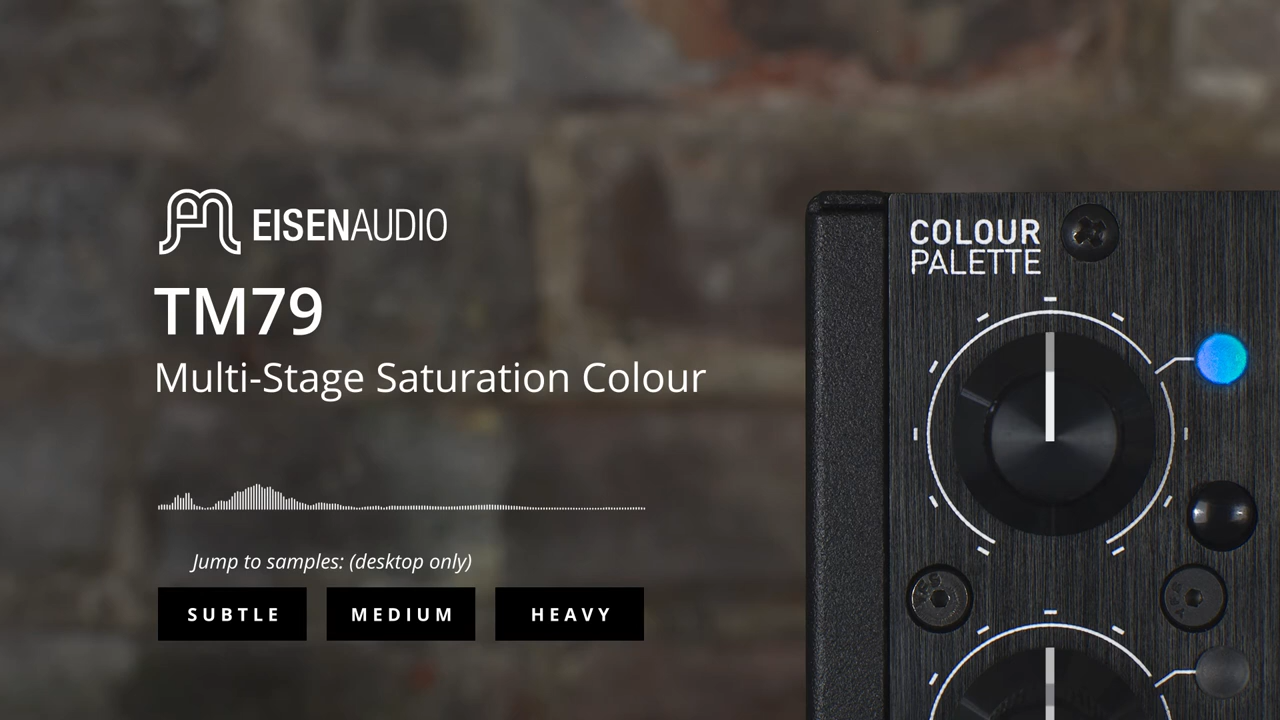 EISENAUDIO
TM79
Multi-Stage Saturation Colour
Jump to samples: (desktop only)
SUBTLE
MEDIUM
HEAVY
COLOUR
PALETTE